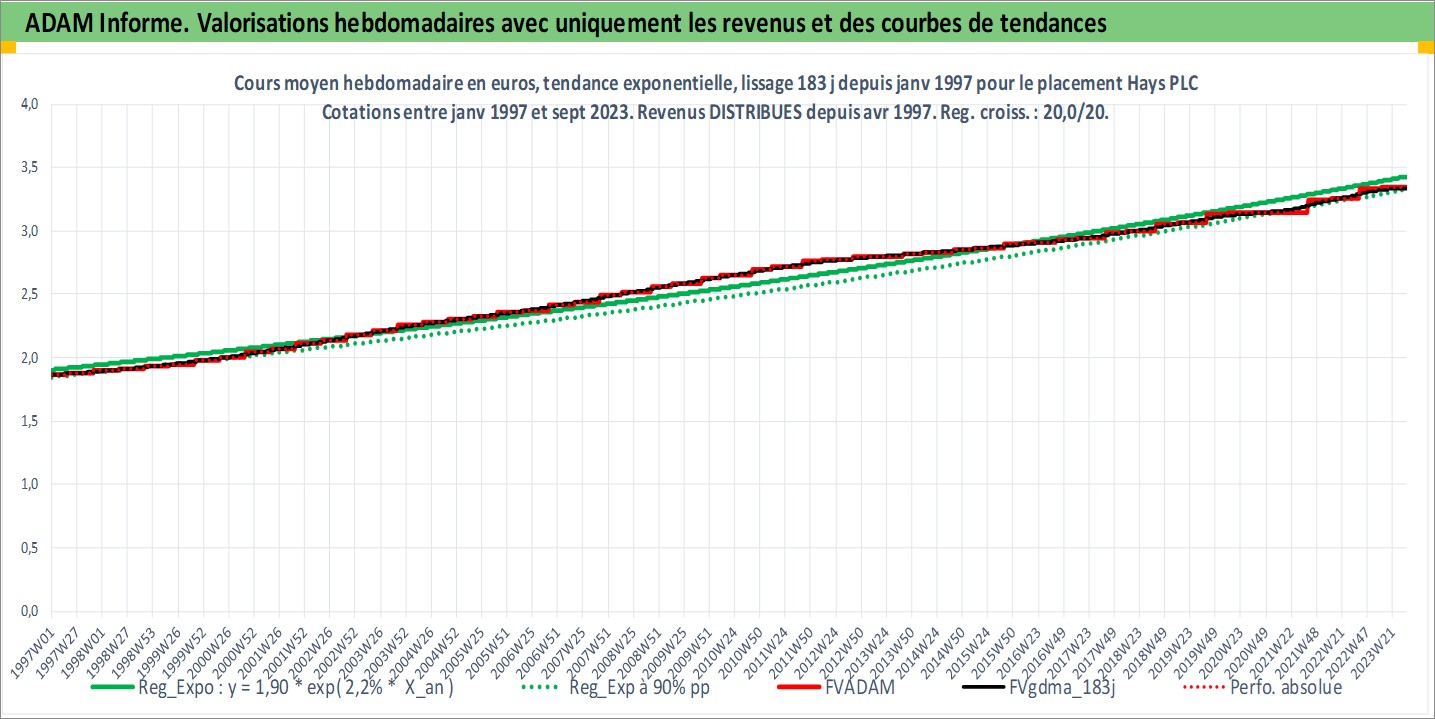 ADAM Informe. Valorisations hebdomadaires avec uniquement les revenus et des courbes de tendances
Cours moyen hebdomadaire en euros, tendance exponentielle, lissage 183 j depuis janv 1997 pour le placement Hays PLC
Cotations entre janv 1997 et sept 2023. Revenus DISTRIBUES depuis avr 1997. Reg. croiss. : 20,0/20.
4,0
3,5
3,0
2,5
2,0
1,5
1,0
0,5
0,0
1997W01
1997W27
1998W01
1998W27
1998W53
1999W26
1999W52
2000W26
2000W52
2001W26
2001W52
2002W26
2002W52
2003W26
2003W52
2004W26
2004W52
2005W25
2005W51
2006W25
2006W51
2007W25
2007W51
2008W25
2008W51
2009W25
2009W51
2010W24
2010W50
2011W24
2011W50
2012W24
2012W50
2013W24
2013W50
2014W24
2014W50
2015W24
2015W50
2016W23
2016W49
2017W23
2017W49
2018W23
2018W49
2019W23
2019W49
2020W23
2020W49
2021W22
2021W48
2022W21
2022W47
2023W21
Reg_Expo : y = 1,90 * exp( 2,2% * X_an )
Reg_Exp à 90% pp
FVADAM
FVgdma_183j
Perfo. absolue